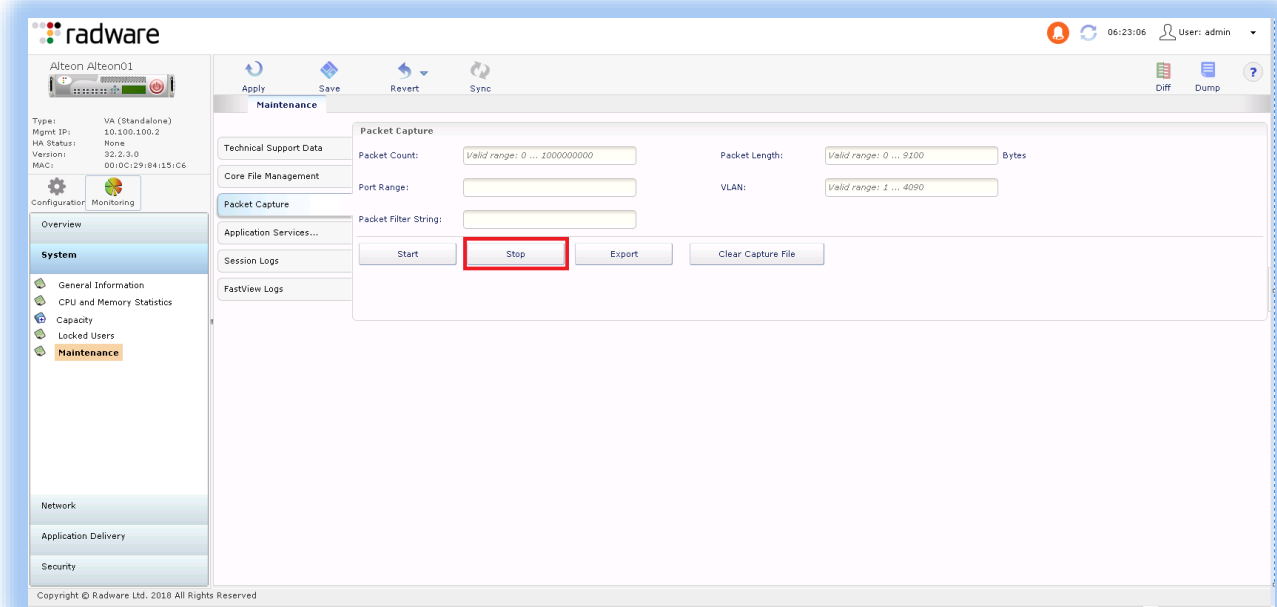 radware
06:23:06 User: admin
Alteon Alteon01
Apply Save Revert Sync Diff Dump ?
Maintenance
Type: VA (Standalone)
Mgmt IP: 10.100.100.2
HA Status: None
Version: 32.2.3.0
MAC: 00:0C:29:84:15:C6
Configuration Monitoring
Overview
System
General Information
CPU and Memory Statistics
Capacity
Locked Users
Maintenance
Network
Application Delivery
Security
Technical Support Data
Core File Management
Packet Capture
Application Services...
Session Logs
FastView Logs
Packet Capture
Packet Count: Valid range: 0 ... 1000000000 Packet Length: Valid range: 0 ... 9100 Bytes
Port Range: VLAN: Valid range: 1 ... 4090
Packet Filter String:
Start Stop Export Clear Capture File
Copyright © Radware Ltd. 2018 All Rights Reserved